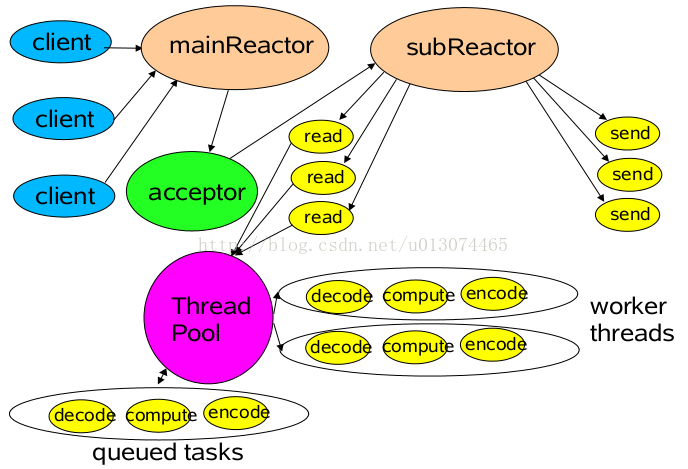 client
mainReactor
subReactor
client
client
acceptor
read
read
read
send
send
send
http://blog.csdn.net/u013074465
Thread
Pool
decode
compute
encode
decode
compute
encode
worker
threads
decode
compute
encode
queued tasks